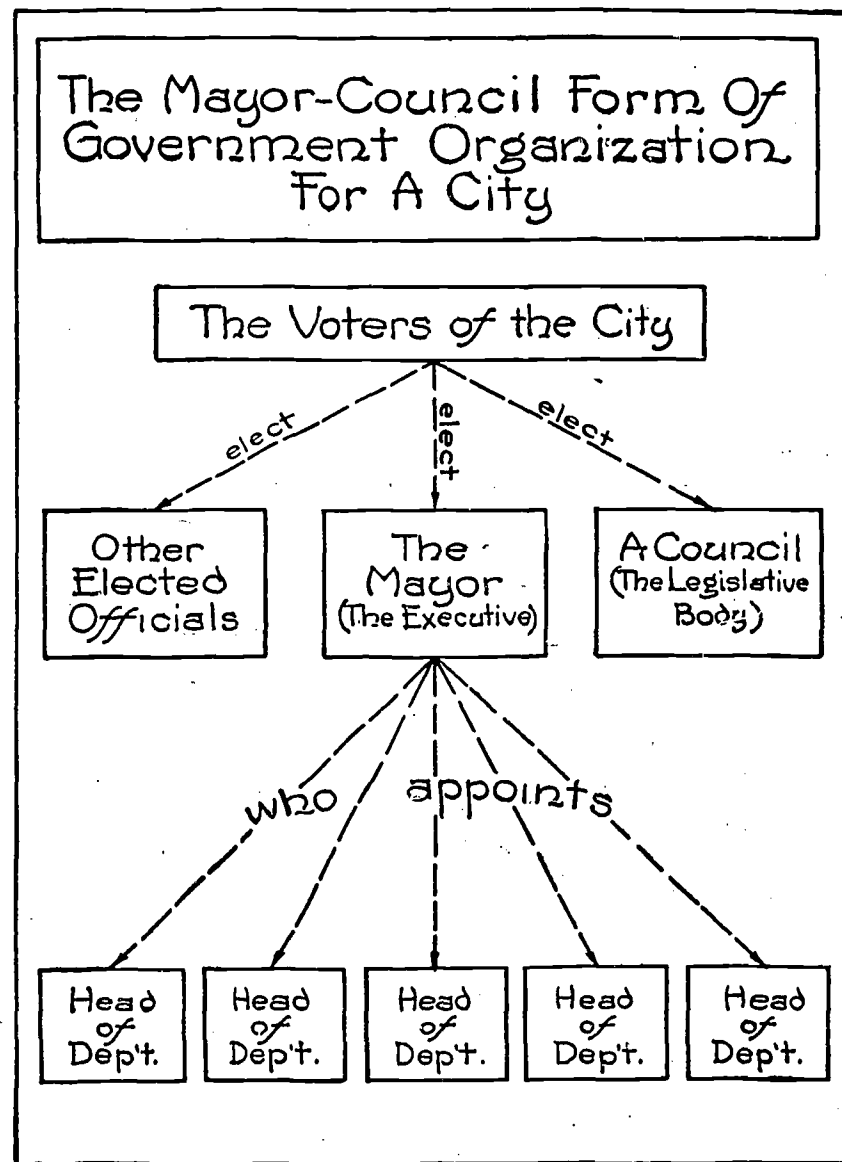 The Mayor-Council Form Of
Government Organization
For A City
The Voters of the City
elect
elect
elect
Other
Elected
Officials
The
Mayor
(The Executive)
A Council
(The Legislative
Body)
who appoints
Head
of
Dep't.
Head
of
Dep't.
Head
of
Dep't.
Head
of
Dep't.
Head
of
Dep't.